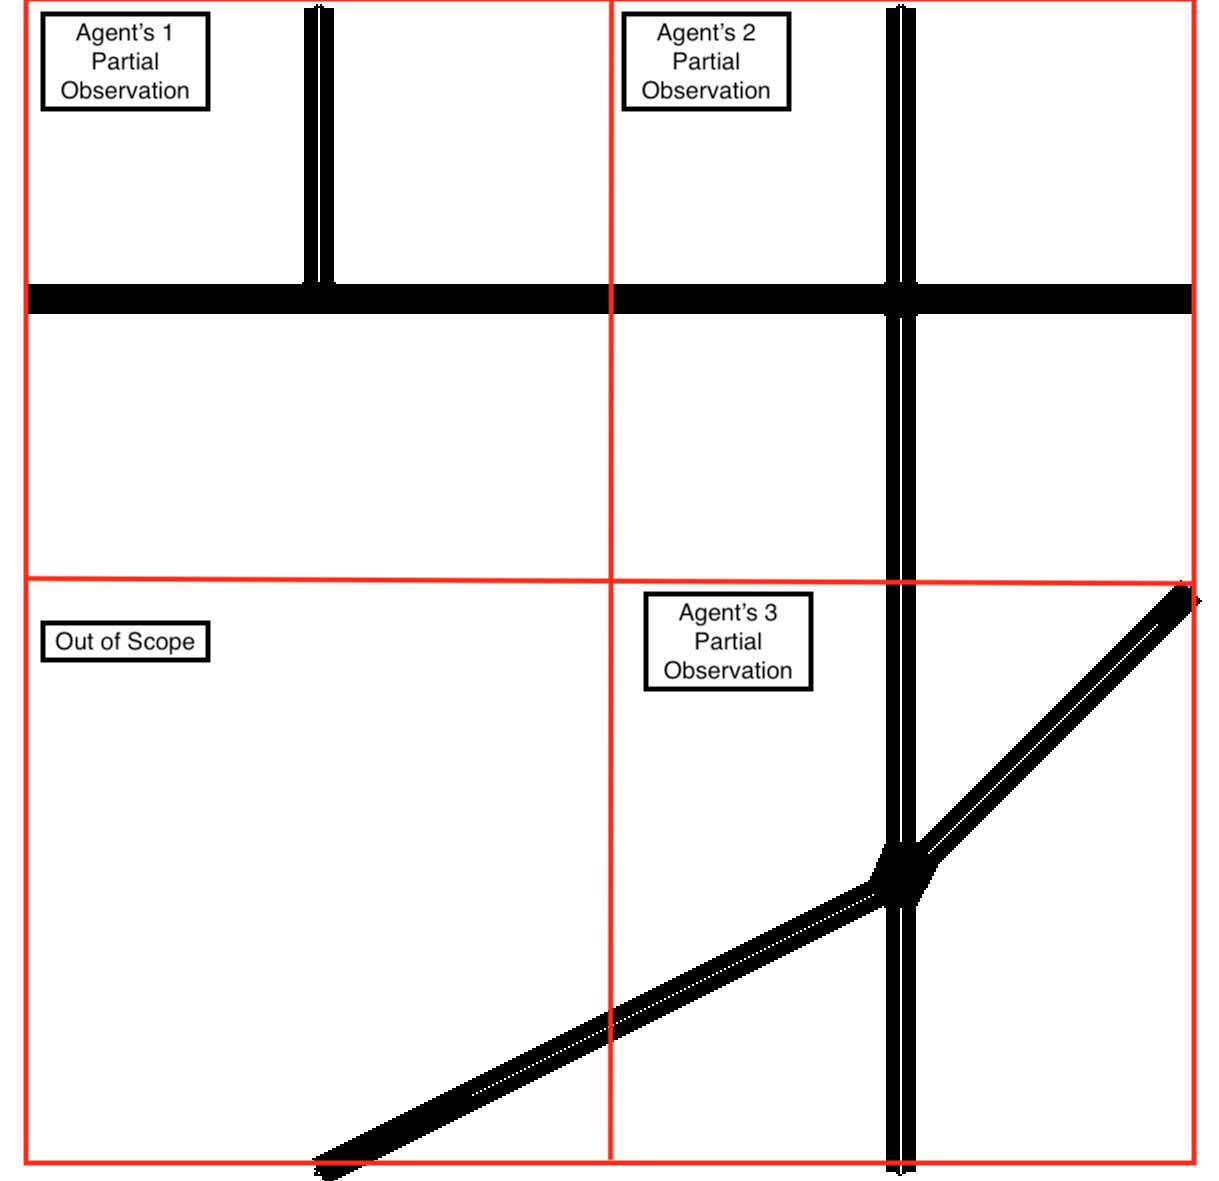 Agent's 1
Partial
Observation
Agent's 2
Partial
Observation
Out of Scope
Agent's 3
Partial
Observation